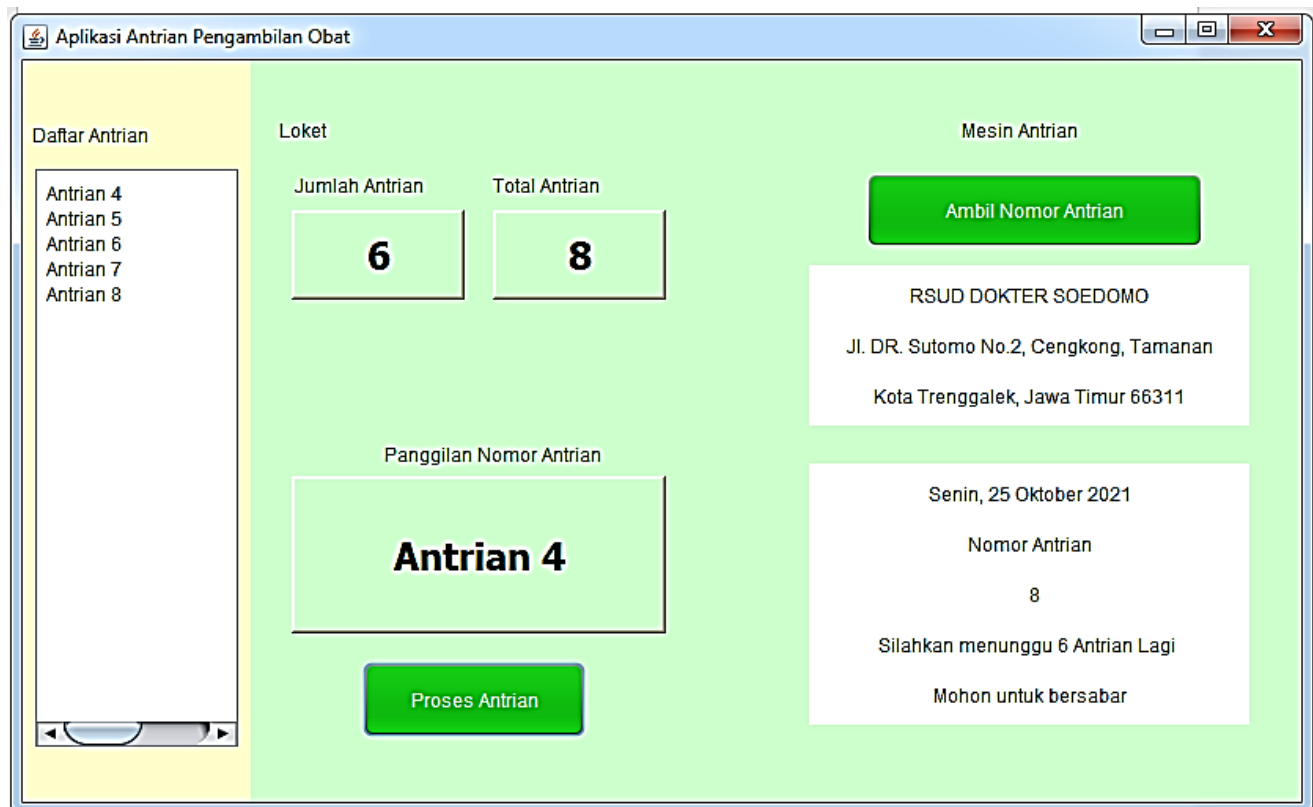 Aplikasi Antrian Pengambilan Obat
Daftar Antrian
Antrian 4
Antrian 5
Antrian 6
Antrian 7
Antrian 8
Loket
Jumlah Antrian
Total Antrian
6
8
Panggilan Nomor Antrian
Antrian 4
Proses Antrian
Mesin Antrian
Ambil Nomor Antrian
RSUD DOKTER SOEDOMO
Jl. DR. Sutomo No.2, Cengkong, Tamanan
Kota Trenggalek, Jawa Timur 66311
Senin, 25 Oktober 2021
Nomor Antrian
8
Silahkan menunggu 6 Antrian Lagi
Mohon untuk bersabar